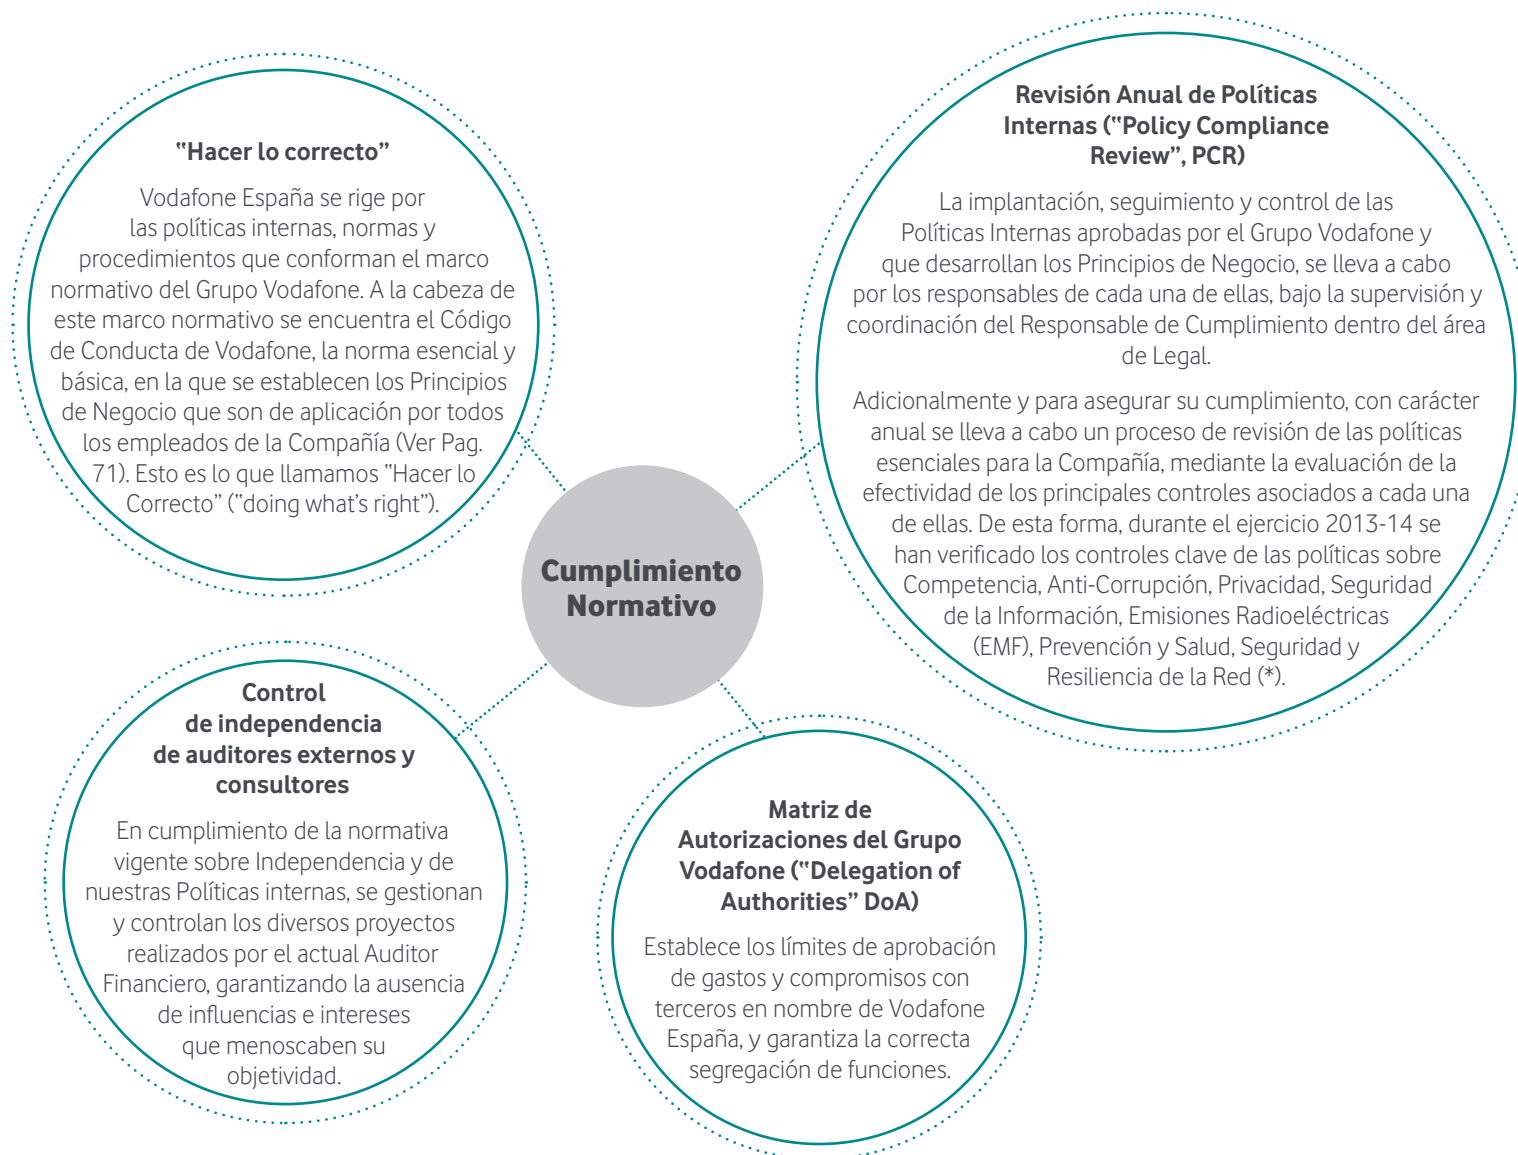 “Hacer lo correcto”
Vodafone España se rige por
las políticas internas, normas y
procedimientos que conforman el marco
normativo del Grupo Vodafone. A la cabeza de
este marco normativo se encuentra el Código
de Conducta de Vodafone, la norma esencial y
básica, en la que se establecen los Principios
de Negocio que son de aplicación por todos
los empleados de la Compañía (Ver Pag.
71). Esto es lo que llamamos “Hacer lo
Correcto” (“doing what’s right”).
Revisión Anual de Políticas
Internas (“Policy Compliance
Review”, PCR)
La implantación, seguimiento y control de las
Políticas Internas aprobadas por el Grupo Vodafone y
que desarrollan los Principios de Negocio, se lleva a cabo
por los responsables de cada una de ellas, bajo la supervisión y
coordinación del Responsable de Cumplimiento dentro del área
de Legal.
Adicionalmente y para asegurar su cumplimiento, con carácter
anual se lleva a cabo un proceso de revisión de las políticas
esenciales para la Compañía, mediante la evaluación de la
efectividad de los principales controles asociados a cada una
de ellas. De esta forma, durante el ejercicio 2013-14 se
han verificado los controles clave de las políticas sobre
Competencia, Anti-Corrupción, Privacidad, Seguridad
de la Información, Emisiones Radioeléctricas
(EMF), Prevención y Salud, Seguridad y
Resiliencia de la Red (*).
Cumplimiento
Normativo
Control
de independencia
de auditores externos y
consultores
En cumplimiento de la normativa
vigente sobre Independencia y de
nuestras Políticas internas, se gestionan
y controlan los diversos proyectos
realizados por el actual Auditor
Financiero, garantizando la ausencia
de influencias e intereses
que menoscaben su
objetividad.
Matriz de
Autorizaciones del Grupo
Vodafone (“Delegation of
Authorities” DoA)
Establece los límites de aprobación
de gastos y compromisos con
terceros en nombre de Vodafone
España, y garantiza la correcta
segregación de funciones.